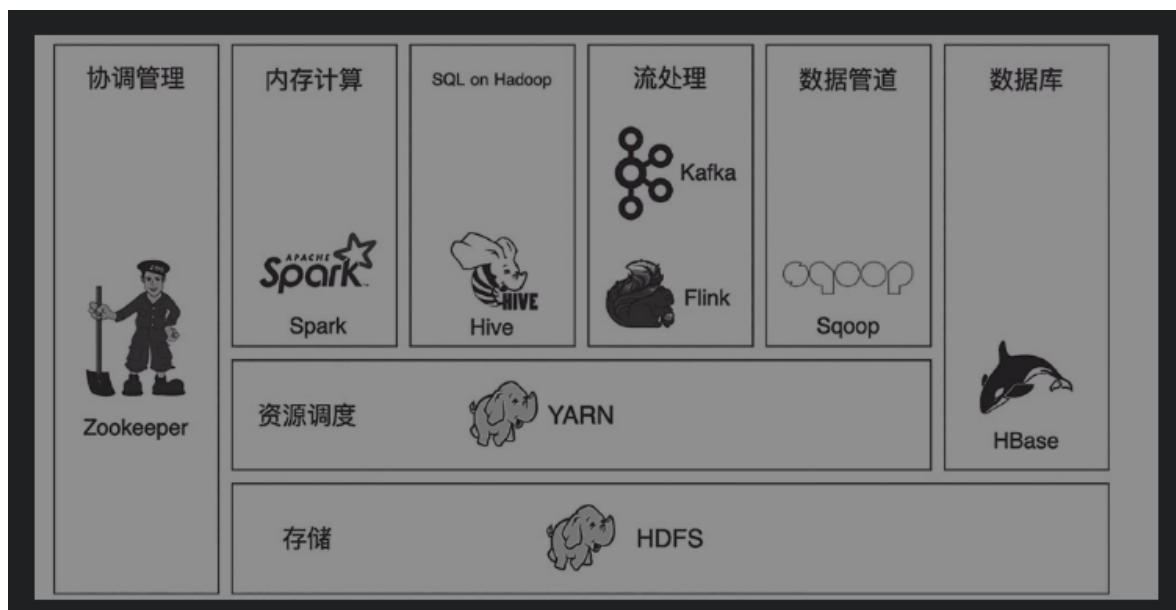 协调管理
Zookeeper
内存计算
APACHE
Spark
TM
Spark
SQL on Hadoop
HIVE
Hive
流处理
Kafka
Flink
数据管道
sqoop
Sqoop
数据库
HBase
资源调度
YARN
存储
HDFS